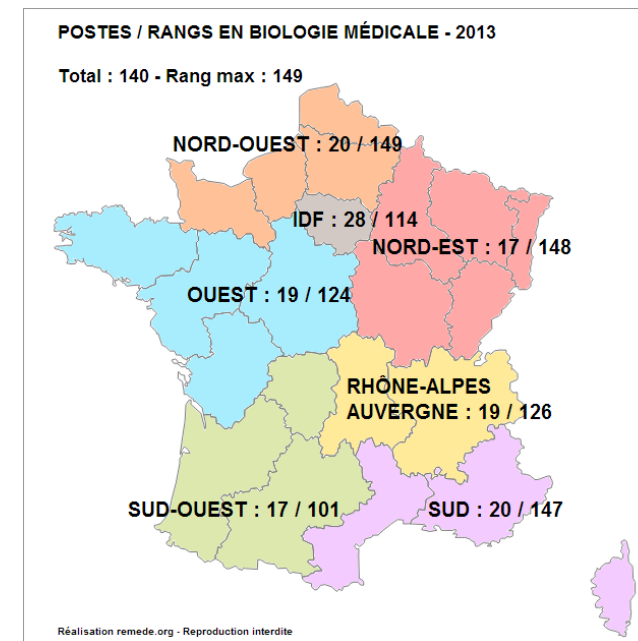 POSTES / RANGS EN BIOLOGIE MÉDICALE - 2013
Total : 140 - Rang max : 149
NORD-OUEST : 20 / 149
IDF : 28 / 114
NORD-EST : 17 / 148
OUEST : 19 / 124
RHÔNE-ALPES
AUVERGNE : 19 / 126
SUD-OUEST : 17 / 101
SUD : 20 / 147
Réalisation remede.org - Reproduction interdite